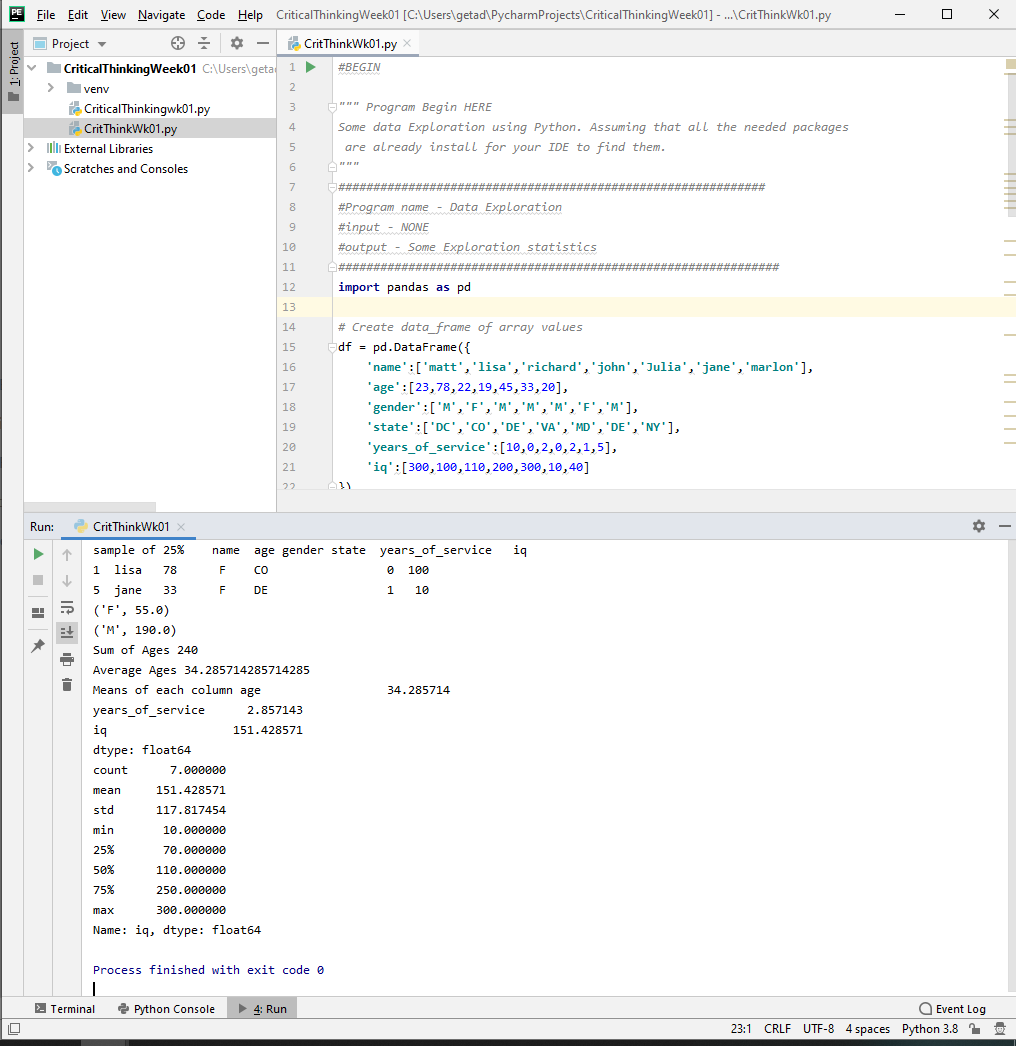 PE File Edit View Navigate Code Help CriticalThinkingWeek01 [C:\Users\getad\PycharmProjects\CriticalThinkingWeek01] - ...\CritThinkWk01.py
1: Project
Project
CriticalThinkingWeek01 C:\Users\getad
venv
CriticalThinkingwk01.py
CritThinkWk01.py
External Libraries
Scratches and Consoles
CritThinkWk01.py
1 #BEGIN
2
3 """ Program Begin HERE
4 Some data Exploration using Python. Assuming that all the needed packages
5 are already install for your IDE to find them.
6 """
7 #############################################################
8 #Program name - Data Exploration
9 #input - NONE
10 #output - Some Exploration statistics
11 ###############################################################
12 import pandas as pd
13
14 # Create data_frame of array values
15 df = pd.DataFrame({
16 'name':['matt','lisa','richard','john','Julia','jane','marlon'],
17 'age':[23,78,22,19,45,33,20],
18 'gender':['M','F','M','M','M','F','M'],
19 'state':['DC','CO','DE','VA','MD','DE','NY'],
20 'years_of_service':[10,0,2,0,2,1,5],
21 'iq':[300,100,110,200,300,10,40]
22 })
Run: CritThinkWk01
sample of 25% name age gender state years_of_service iq
1 lisa 78 F CO 0 100
5 jane 33 F DE 1 10
('F', 55.0)
('M', 190.0)
Sum of Ages 240
Average Ages 34.285714285714285
Means of each column age 34.285714
years_of_service 2.857143
iq 151.428571
dtype: float64
count 7.000000
mean 151.428571
std 117.817454
min 10.000000
25% 70.000000
50% 110.000000
75% 250.000000
max 300.000000
Name: iq, dtype: float64
Process finished with exit code 0
Terminal Python Console 4: Run Event Log
23:1 CRLF UTF-8 4 spaces Python 3.8